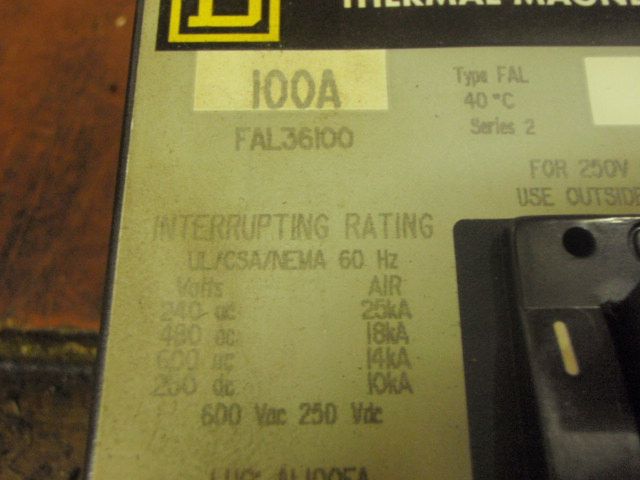 THERMAL MAGNE
100A
Type FAL
40°C
Series 2
FAL36100
FOR 250V
USE OUTSIDE
INTERRUPTING RATING
UL/CSA/NEMA 60 Hz
Volts AIR
240 ac 25kA
480 ac 18kA
600 ac 14kA
250 dc 10kA
600 Vac 250 Vdc